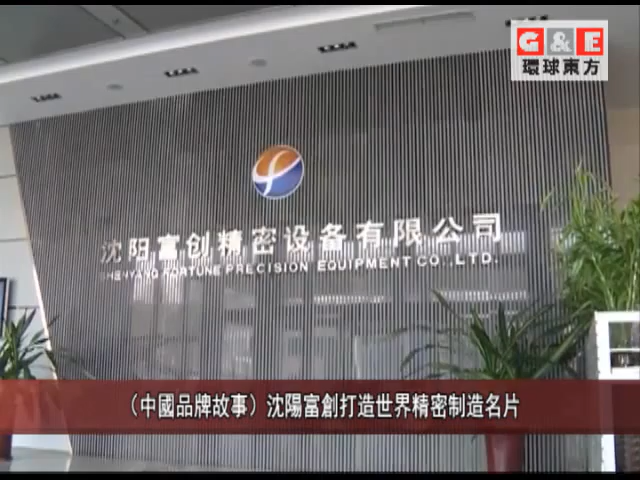 G&E
環球東方
沈阳富创精密设备有限公司
SHENYANG FORTUNE PRECISION EQUIPMENT CO.,LTD.
（中國品牌故事）沈陽富創打造世界精密制造名片